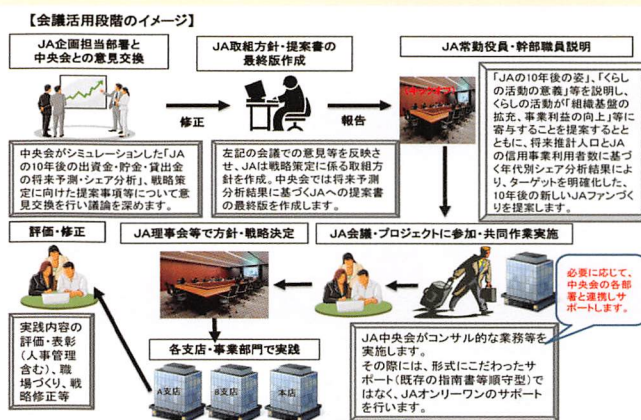 【会議活用段階のイメージ】
JA企画担当部署と
中央会との意見交換
JA取組方針・提案書の
最終版作成
JA常勤役員・幹部職員説明
修正
報告
中央会がシミュレーションした「JA
の10年後の出資金・貯金・貸出金
の将来予測・シェア分析」、戦略策
定に向けた提案事項等について意
見交換を行い議論を深めます。
左記の会議での意見等を反映さ
せ、JAは戦略策定に係る取組方
針を作成。中央会では将来予測
分析結果に基づくJAへの提案書
の最終版を作成します。
「JAの10年後の姿」、「くらし
の活動の意義」等を説明し、
くらしの活動が「組織基盤の
拡充、事業利益の向上」等に
寄与することを提案するとと
もに、将来推計人口とJA
の信用事業利用者数に基づ
く年代別シェア分析結果によ
り、ターゲットを明確化した、
10年後の新しいJAファンづく
りを提案します。
評価・修正
JA理事会等で方針・戦略決定
JA会議・プロジェクトに参加・共同作業実施
必要に応じて、
中央会の各部
署と連携しサ
ポートします。
実践内容の
評価・表彰
(人事管理
含む)、職
場づくり、戦
略修正等
各支店・事業部門で実践
A支店
B支店
本店
JA中央会がコンサル的な業務等を
実施します。
その際には、形式にこだわったサ
ポート(既存の指南書等順守型)で
はなく、JAオンリーワンのサポート
を行います。